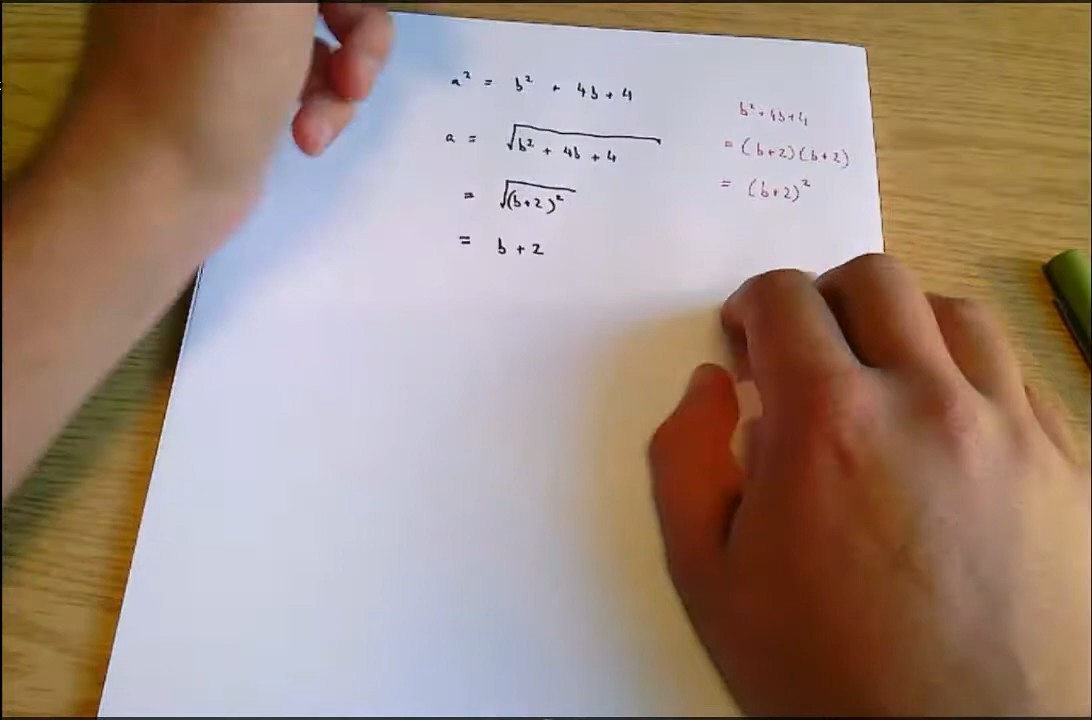 a² = b² + 4b + 4
a = √(b² + 4b + 4)
= √(b+2)²
= b + 2
b² + 4b + 4
= (b+2)(b+2)
= (b+2)²